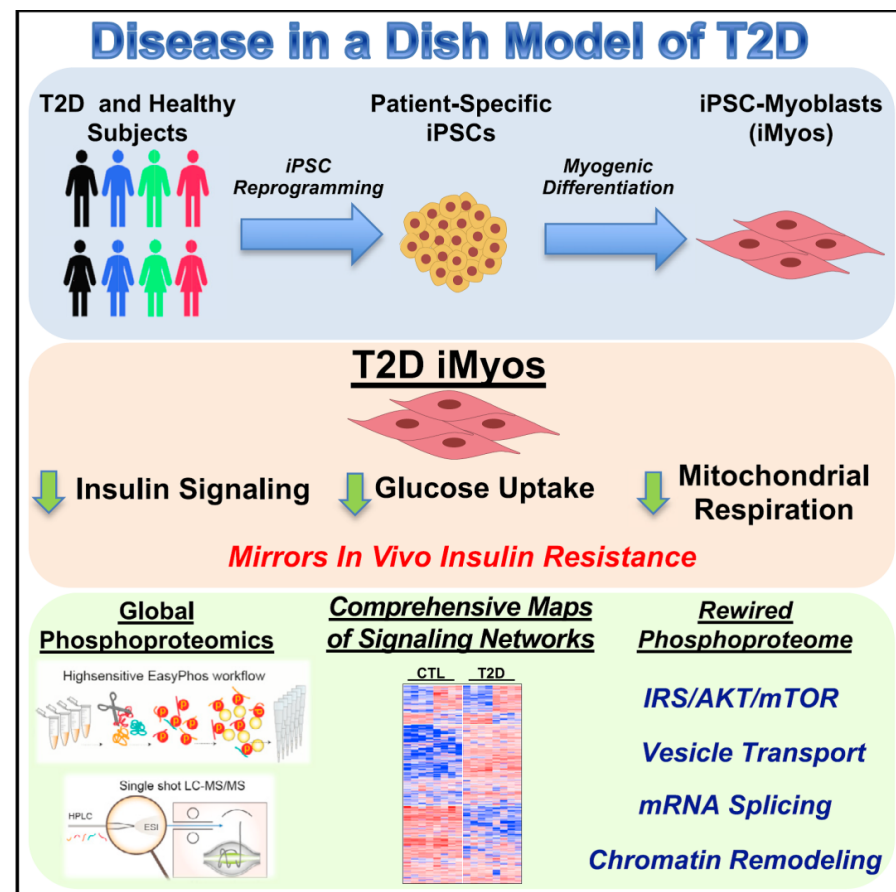 Disease in a Dish Model of T2D
T2D and Healthy
Subjects
Patient-Specific
iPSCs
iPSC-Myoblasts
(iMyos)
iPSC
Reprogramming
Myogenic
Differentiation
T2D iMyos
Insulin Signaling
Glucose Uptake
Mitochondrial
Respiration
Mirrors In Vivo Insulin Resistance
Global
Phosphoproteomics
Highsensitive EasyPhos workflow
P P P P P P P P P
Single shot LC-MS/MS
HPLC
ESI
Comprehensive Maps
of Signaling Networks
CTL T2D
Rewired
Phosphoproteome
IRS/AKT/mTOR
Vesicle Transport
mRNA Splicing
Chromatin Remodeling